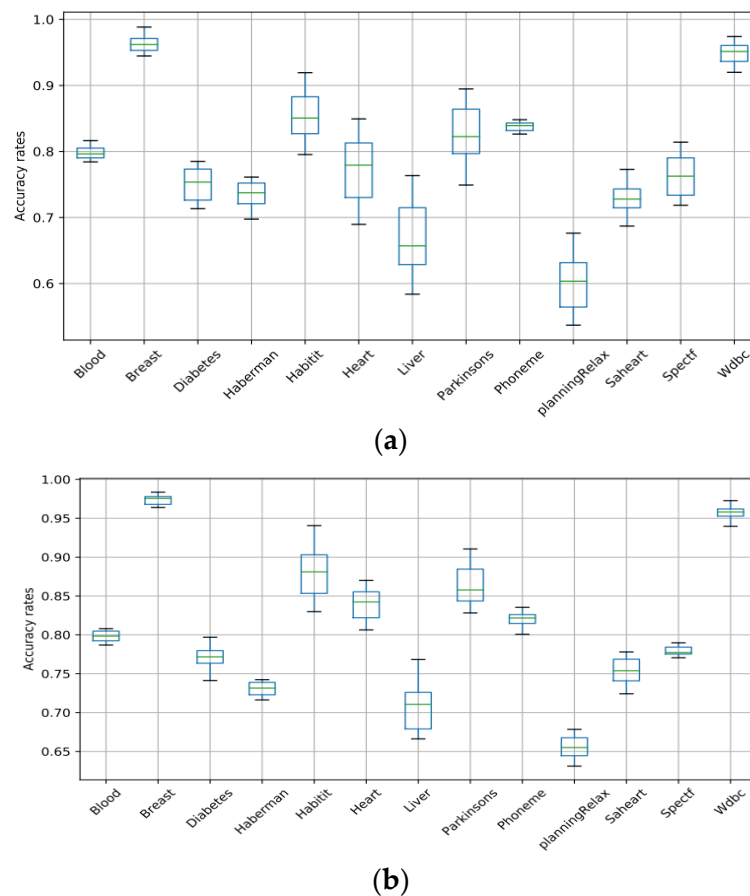 1.0
0.9
0.8
0.7
0.6
Accuracy rates
Blood Breast Diabetes Haberman Habitit Heart Liver Parkinsons Phoneme planningRelax Saheart Spectf Wdbc
(a)
1.00
0.95
0.90
0.85
0.80
0.75
0.70
0.65
Accuracy rates
Blood Breast Diabetes Haberman Habitit Heart Liver Parkinsons Phoneme planningRelax Saheart Spectf Wdbc
(b)